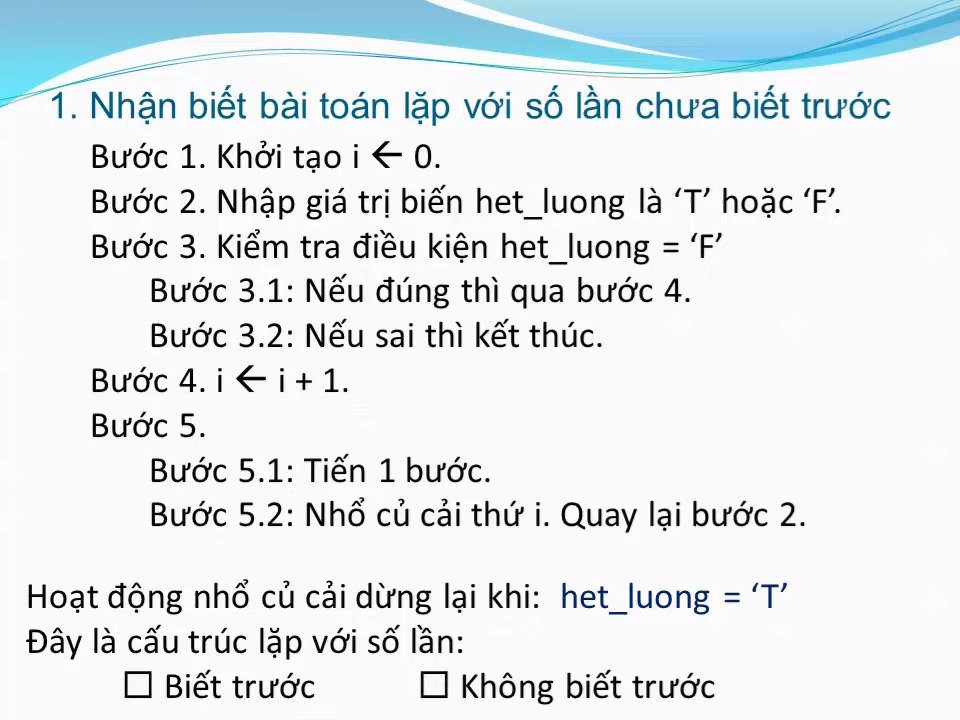 1. Nhận biết bài toán lặp với số lần chưa biết trước
Bước 1. Khởi tạo i ← 0.
Bước 2. Nhập giá trị biến het_luong là ‘T’ hoặc ‘F’.
Bước 3. Kiểm tra điều kiện het_luong = ‘F’
Bước 3.1: Nếu đúng thì qua bước 4.
Bước 3.2: Nếu sai thì kết thúc.
Bước 4. i ← i + 1.
Bước 5.
Bước 5.1: Tiến 1 bước.
Bước 5.2: Nhổ củ cải thứ i. Quay lại bước 2.
Hoạt động nhổ củ cải dừng lại khi: het_luong = ‘T’
Đây là cấu trúc lặp với số lần:
☐ Biết trước ☐ Không biết trước